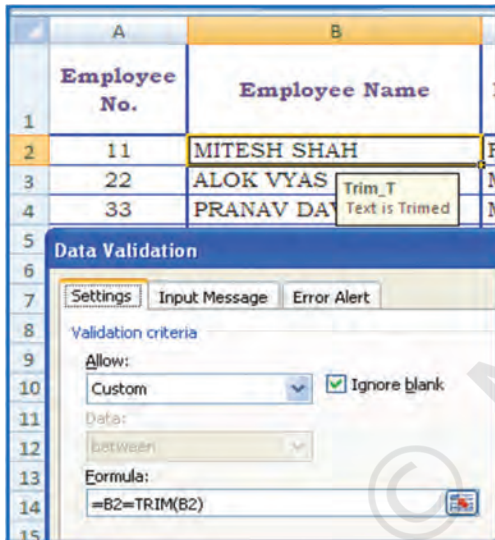 A B
Employee No. Employee Name
1
2 11 MITESH SHAH
3 22 ALOK VYAS
4 33 PRANAV DA
Trim_T
Text is Trimed
5
6
7
8
9
10
11
12
13
14
15
Data Validation
Settings Input Message Error Alert
Validation criteria
Allow:
Custom Ignore blank
Data:
between
Formula:
=B2=TRIM(B2)